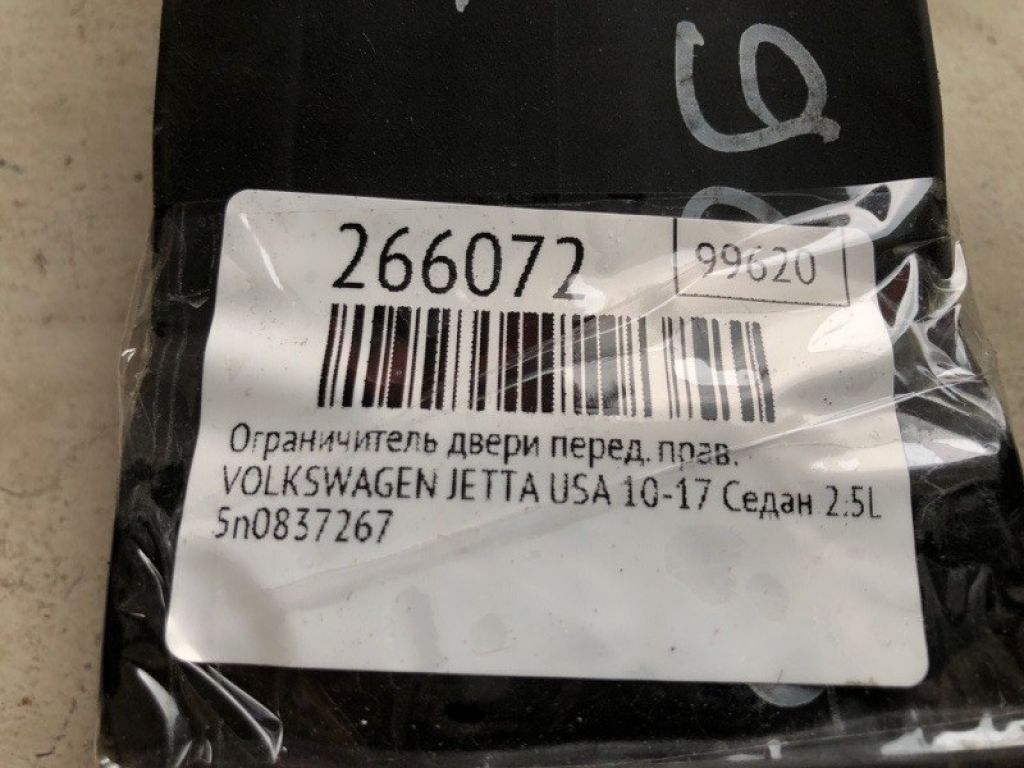 266072
99620
Ограничитель двери перед. прав.
VOLKSWAGEN JETTA USA 10-17 Седан 2.5L
5n0837267